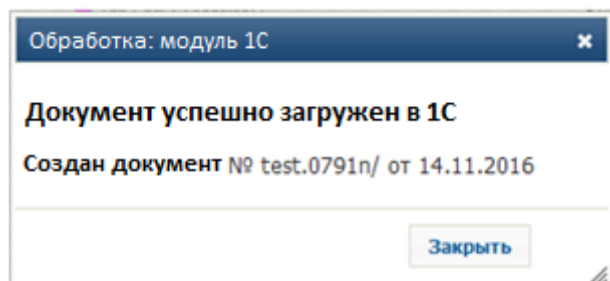 Обработка: модуль 1С
Документ успешно загружен в 1С
Создан документ № test.0791n/ от 14.11.2016
Закрыть